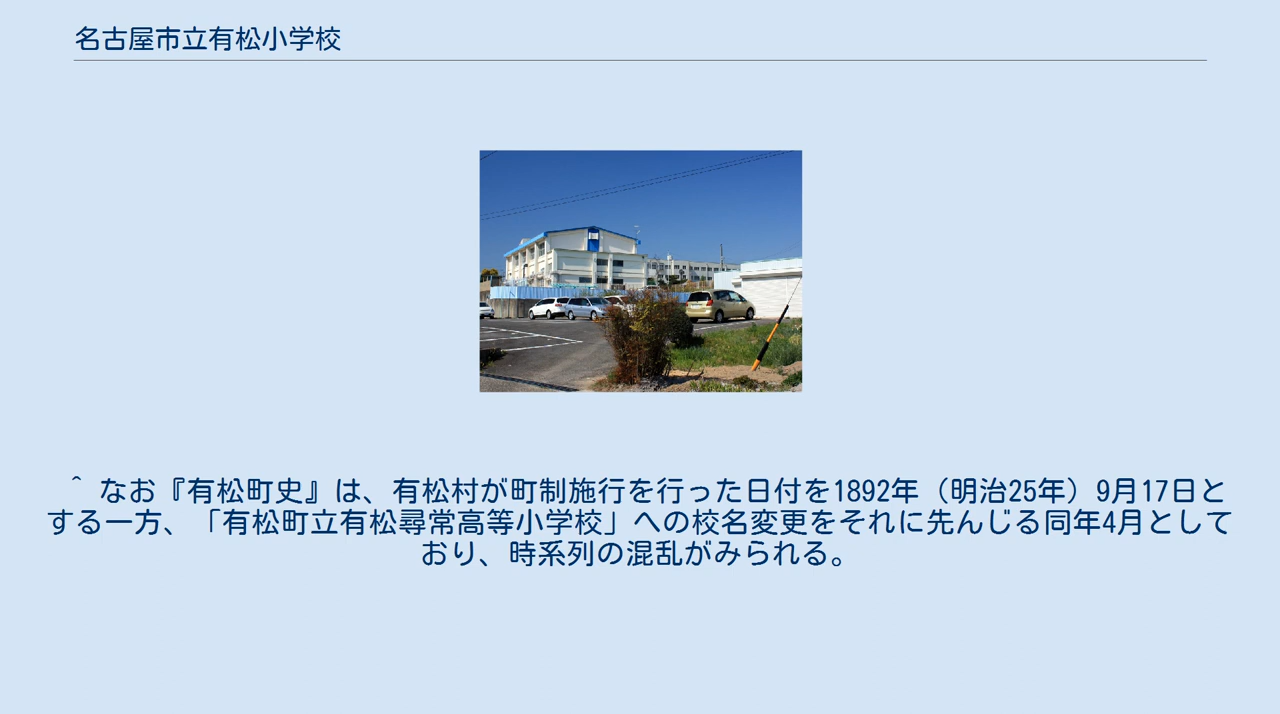 名古屋市立有松小学校
^ なお『有松町史』は、有松村が町制施行を行った日付を1892年（明治25年）9月17日と
する一方、「有松町立有松尋常高等小学校」への校名変更をそれに先んじる同年4月として
おり、時系列の混乱がみられる。